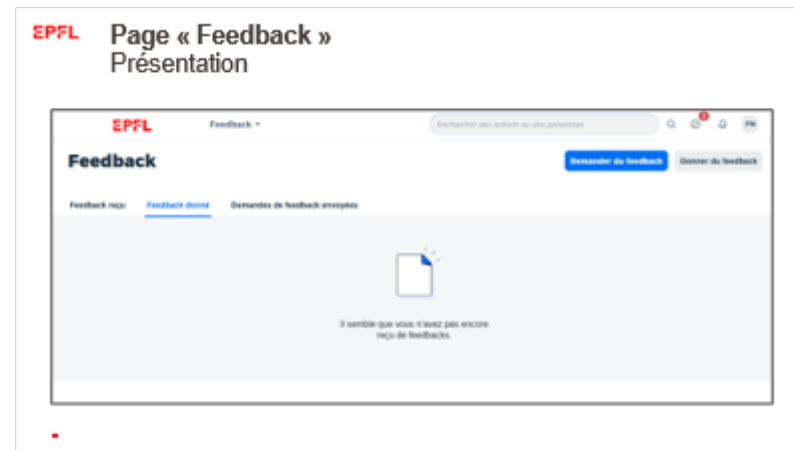 EPFL
Page « Feedback »
Présentation
EPFL Feedback Rechercher des actions ou des personnes PM
Feedback Demander du feedback Donner du feedback
Feedback reçu Feedback donné Demandes de feedback envoyées
Il semble que vous n'avez pas encore
reçu de feedbacks.